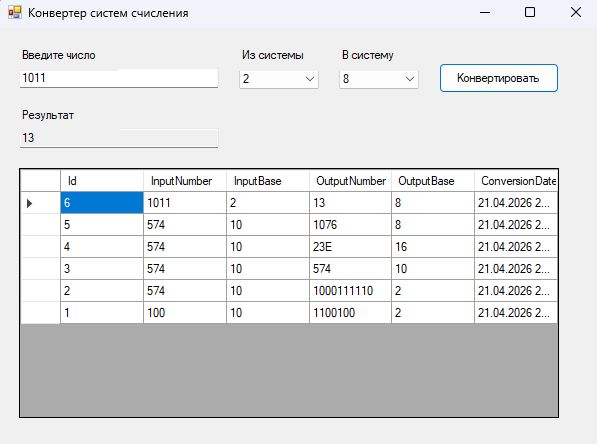 Конвертер систем счисления
Введите число Из системы В систему
1011 2 8 Конвертировать
Результат
13
Id InputNumber InputBase OutputNumber OutputBase ConversionDate
6 1011 2 13 8 21.04.2026 2...
5 574 10 1076 8 21.04.2026 2...
4 574 10 23E 16 21.04.2026 2...
3 574 10 574 10 21.04.2026 2...
2 574 10 1000111110 2 21.04.2026 2...
1 100 10 1100100 2 21.04.2026 2...